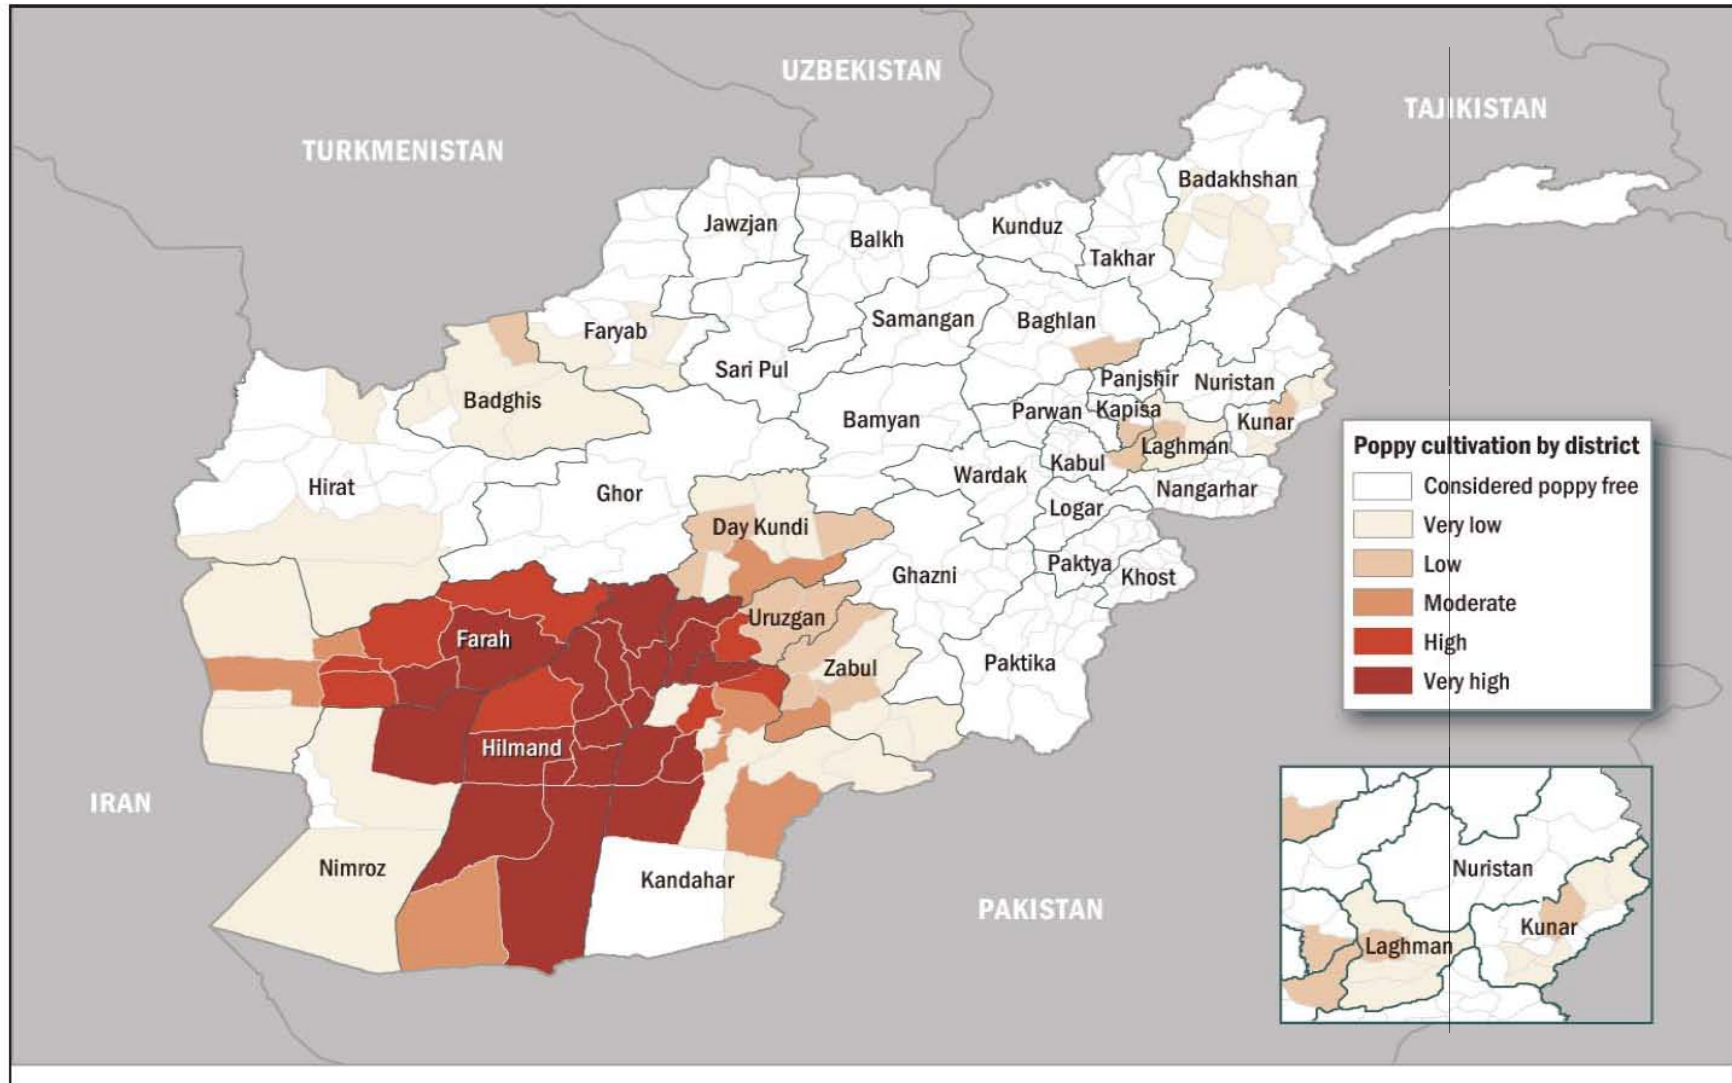 UZBEKISTAN
TAJIKISTAN
TURKMENISTAN
Badakhshan
Jawzjan
Balkh
Kunduz
Takhar
Faryab
Samangan
Baghlan
Sari Pul
Panjshir
Nuristan
Badghis
Bamyan
Parwan
Kapisa
Kunar
Laghman
Hirat
Ghor
Wardak
Kabul
Nangarhar
Logar
Day Kundi
Ghazni
Paktya
Khost
Uruzgan
Farah
Zabul
Paktika
Hilmand
IRAN
Nimroz
Kandahar
PAKISTAN
Poppy cultivation by district
Considered poppy free
Very low
Low
Moderate
High
Very high
Nuristan
Kunar
Laghman